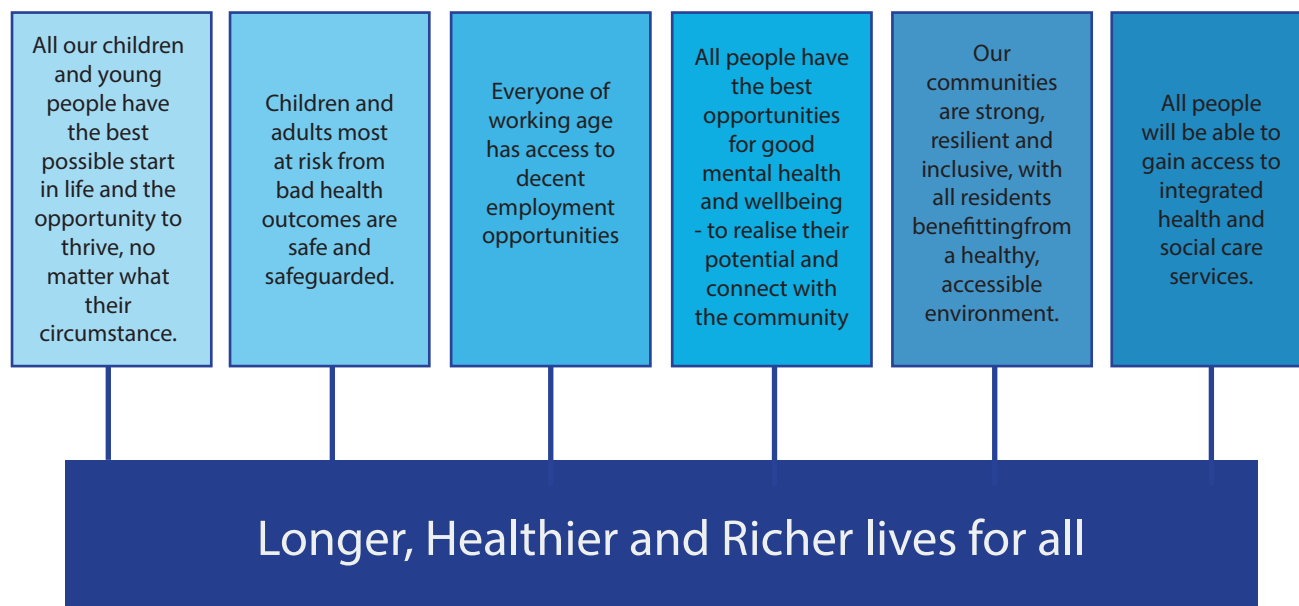 All our children
and young
people have
the best
possible start
in life and the
opportunity to
thrive, no
matter what
their
circumstance.
Children and
adults most
at risk from
bad health
outcomes are
safe and
safeguarded.
Everyone of
working age
has access to
decent
employment
opportunities
All people have
the best
opportunities
for good
mental health
and wellbeing
- to realise their
potential and
connect with
the community
Our
communities
are strong,
resilient and
inclusive, with
all residents
benefittingfrom
a healthy,
accessible
environment.
All people
will be able to
gain access to
integrated
health and
social care
services.
Longer, Healthier and Richer lives for all